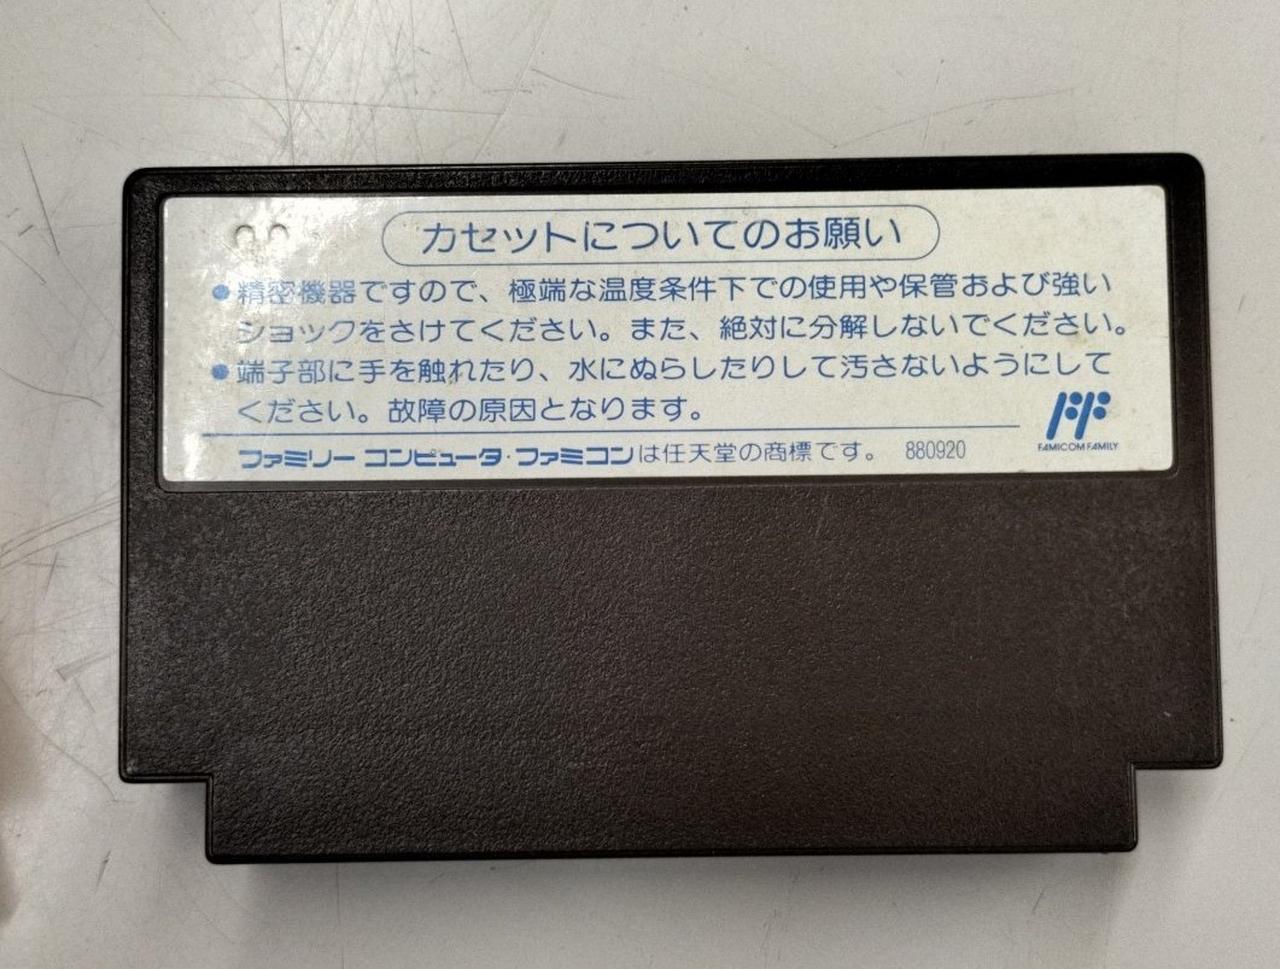 カセットについてのお願い
●精密機器ですので、極端な温度条件下での使用や保管および強い
ショックをさけてください。また、絶対に分解しないでください。
●端子部に手を触れたり、水にぬらしたりして汚さないようにして
ください。故障の原因となります。
FF
FAMICOM FAMILY
ファミリー コンピュータ・ファミコンは任天堂の商標です。 880920